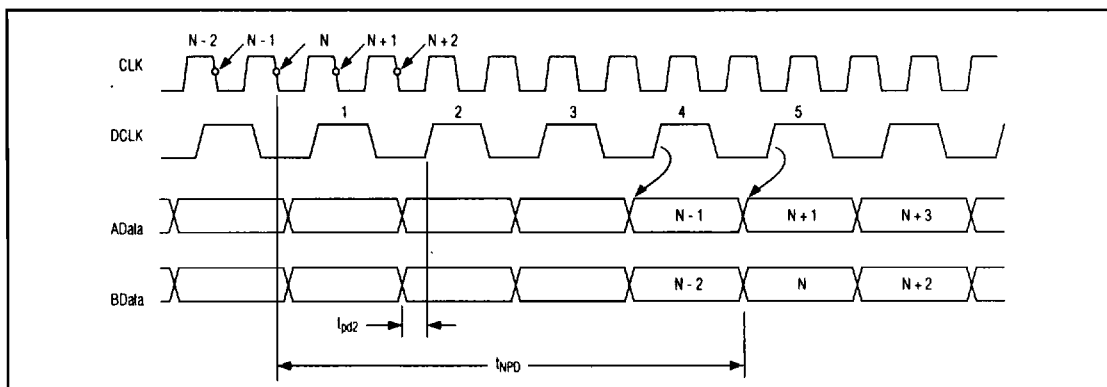 N - 2 N - 1 N N + 1 N + 2
CLK
DCLK
1 2 3 4 5
AData
N - 1 N + 1 N + 3
BData
N - 2 N N + 2
tpd2
tNPD